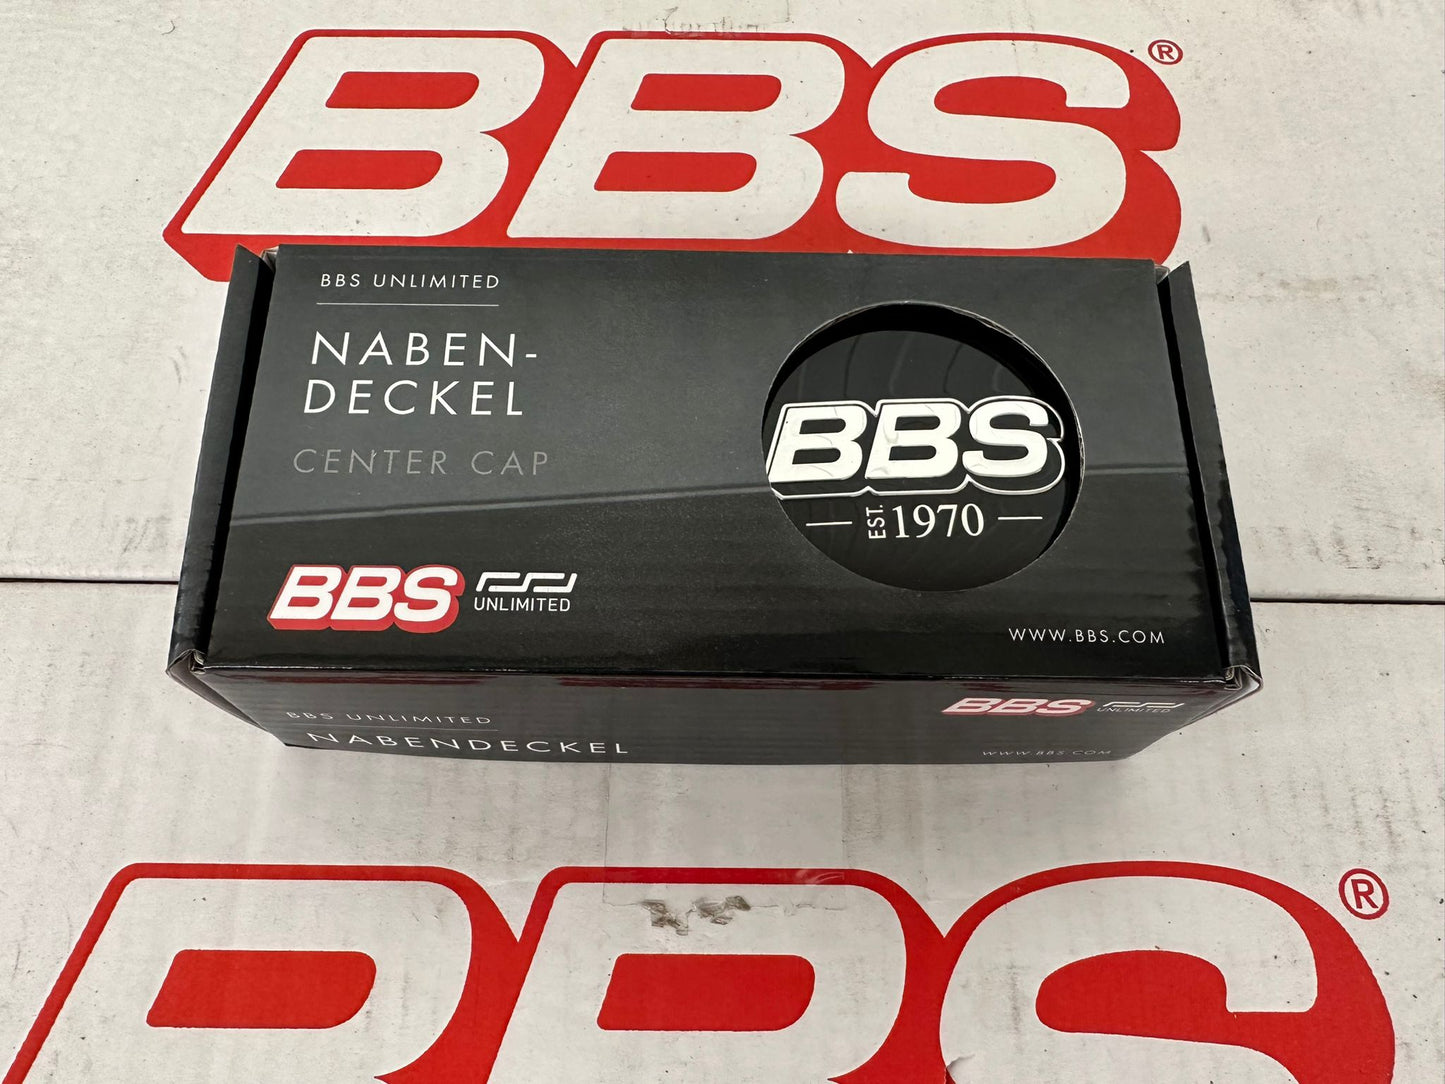 BBS®
BBS UNLIMITED
NABEN-
DECKEL
CENTER CAP
BBS
EST. 1970
BBS UNLIMITED
WWW.BBS.COM
BBS UNLIMITED
NABENDECKEL
BBS UNLIMITED
WWW.BBS.COM
BBS®